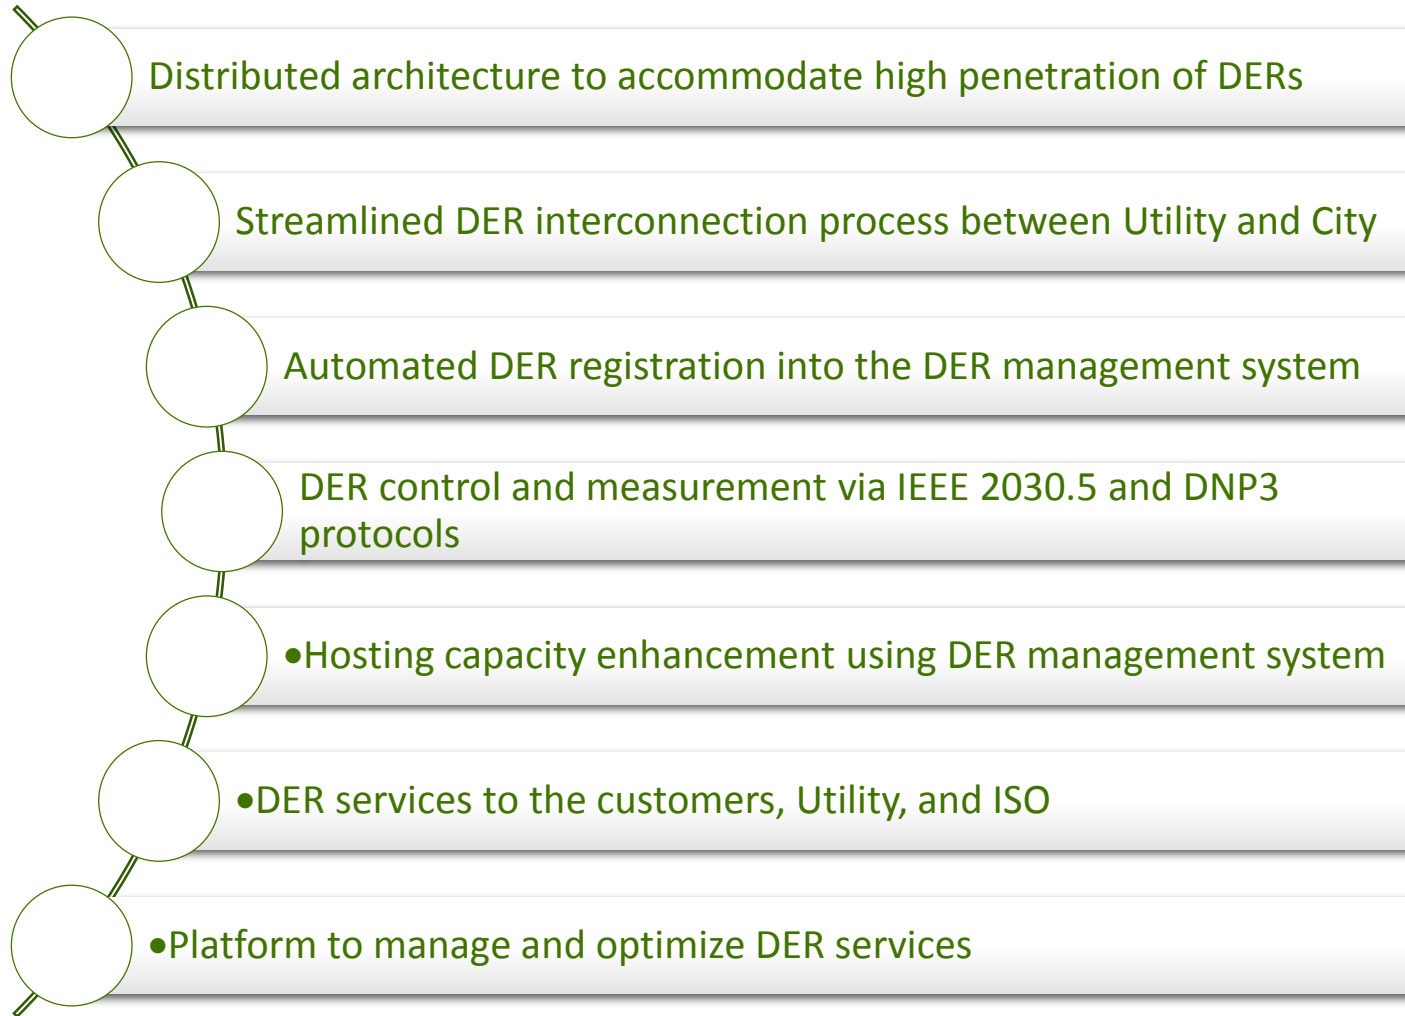 Distributed architecture to accommodate high penetration of DERs
Streamlined DER interconnection process between Utility and City
Automated DER registration into the DER management system
DER control and measurement via IEEE 2030.5 and DNP3
protocols
•Hosting capacity enhancement using DER management system
•DER services to the customers, Utility, and ISO
•Platform to manage and optimize DER services